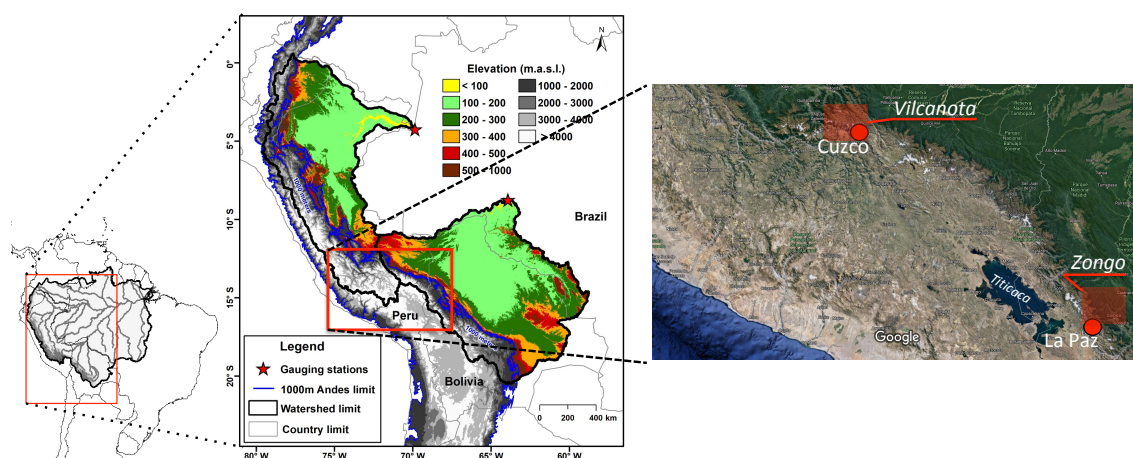 N
Elevation (m.a.s.l.)
< 100
100 - 200
200 - 300
300 - 400
400 - 500
500 - 1000
1000 - 2000
2000 - 3000
3000 - 4000
> 4000
0°
5°S
10°S
15°S
20°S
1000 meters
Brazil
Peru
Bolivia
Legend
Gauging stations
1000m Andes limit
Watershed limit
Country limit
0 200 400 km
80° W 75° W 70° W 65° W 60° W
Vilcanota
Cuzco
Zongo
Titicaca
La Paz
Google